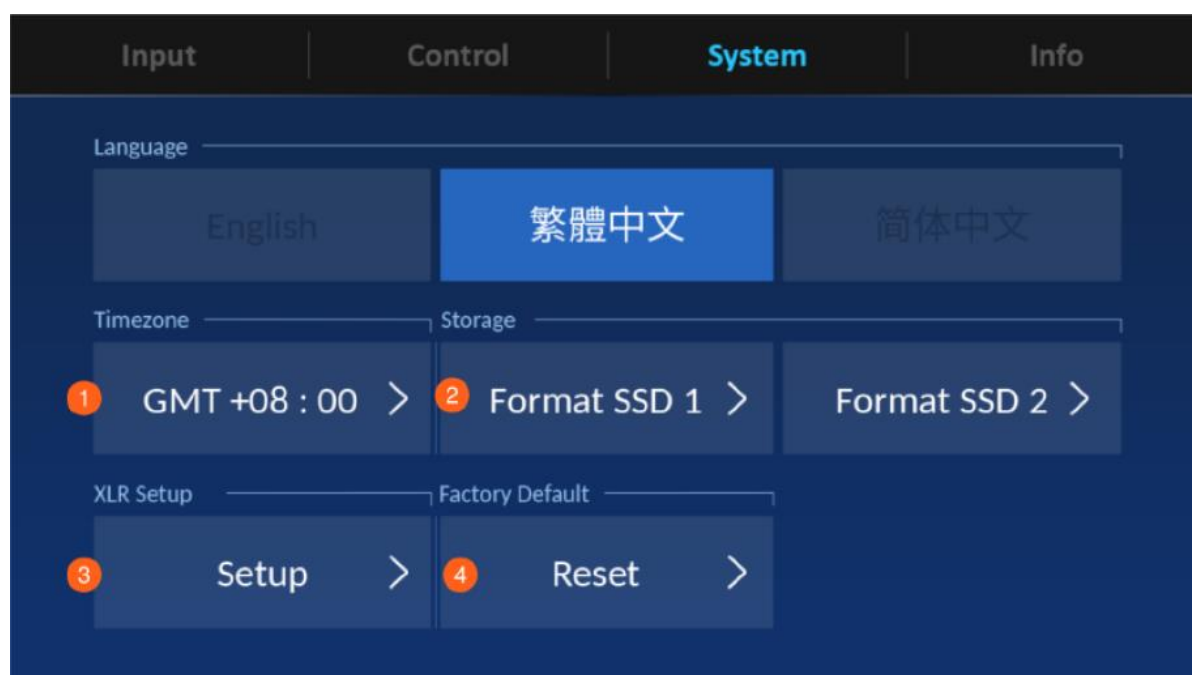 Input Control System Info
Language
English 繁體中文 简体中文
Timezone Storage
1 GMT +08 : 00 > 2 Format SSD 1 > Format SSD 2 >
XLR Setup Factory Default
3 Setup > 4 Reset >